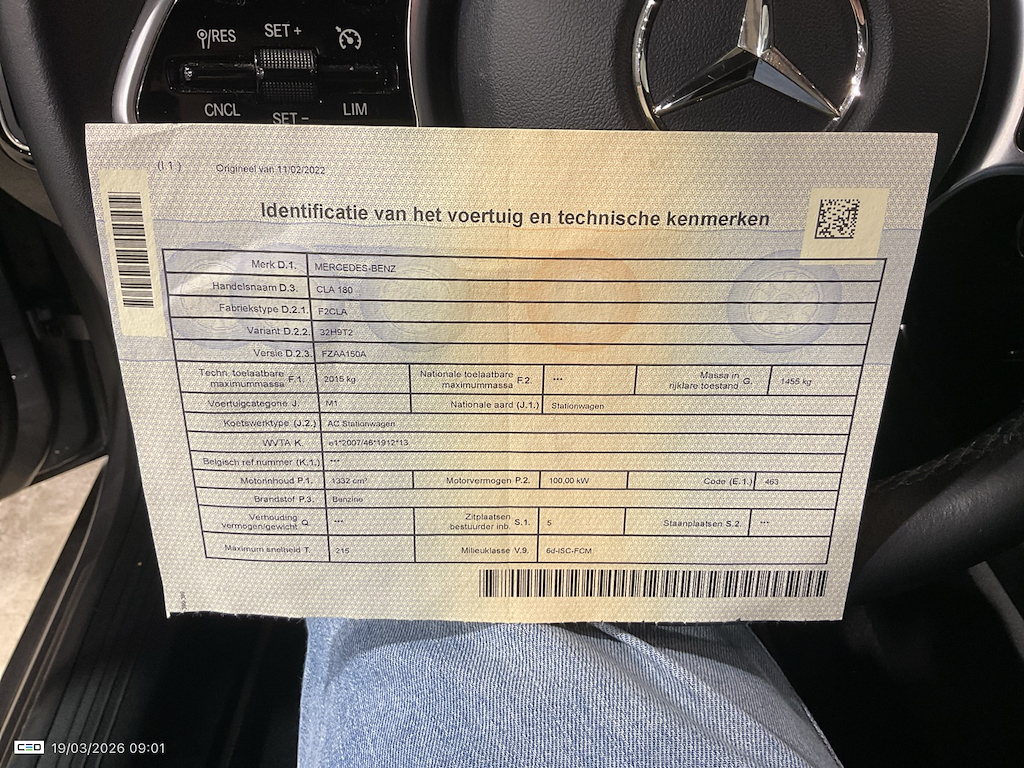 /RES
SET +
CNCL
SET −
LIM
(I.1.)
Origineel van 11/02/2022
Identificatie van het voertuig en technische kenmerken
Merk D.1. MERCEDES-BENZ
Handelsnaam D.3. CLA 180
Fabriekstype D.2.1. F2CLA
Variant D.2.2. 32H9T2
Versie D.2.3. FZAA150A
Techn. toelaatbare maximummassa F.1. 2015 kg Nationale toelaatbare maximummassa F.2. *** Massa in rijklare toestand G. 1455 kg
Voertuigcategorie J. M1 Nationale aard (J.1.) Stationwagen
Koetswerktype (J.2.) AC Stationwagen
WVTA K. e1*2007/46*1912*13
Belgisch ref.nummer (K.1.) ***
Motorinhoud P.1. 1332 cm³ Motorvermogen P.2. 100,00 kW Code (E.1.) 463
Brandstof P.3. Benzine
Verhouding vermogen/gewicht Q. *** Zitplaatsen bestuurder inb. S.1. 5 Staanplaatsen S.2. ***
Maximum snelheid T. 215 Milieuklasse V.9. 6d-ISC-FCM
CEO 19/03/2026 09:01